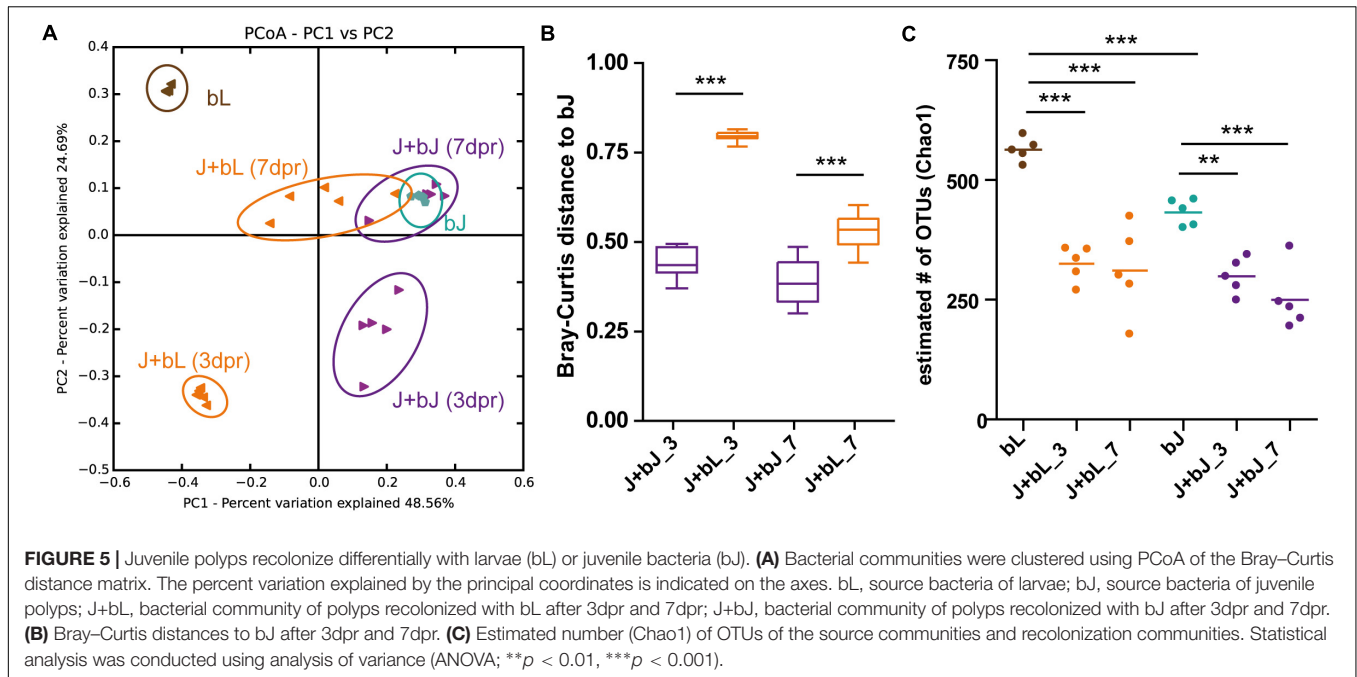 A
PCoA - PC1 vs PC2
0.4
0.3
0.2
0.1
0.0
−0.1
−0.2
−0.3
−0.4
−0.5
PC2 - Percent variation explained 24.69%
bL
J+bL (7dpr)
J+bJ (7dpr)
bJ
J+bL (3dpr)
J+bJ (3dpr)
−0.6
−0.4
−0.2
0.0
0.2
0.4
0.6
PC1 - Percent variation explained 48.56%
B
Bray-Curtis distance to bJ
1.00
0.75
0.50
0.25
0.00
***
***
J+bJ_3
J+bL_3
J+bJ_7
J+bL_7
C
estimated # of OTUs (Chao1)
750
500
250
0
***
***
***
***
**
bL
J+bL_3
J+bL_7
bJ
J+bJ_3
J+bJ_7
FIGURE 5 | Juvenile polyps recolonize differentially with larvae (bL) or juvenile bacteria (bJ). (A) Bacterial communities were clustered using PCoA of the Bray–Curtis
distance matrix. The percent variation explained by the principal coordinates is indicated on the axes. bL, source bacteria of larvae; bJ, source bacteria of juvenile
polyps; J+bL, bacterial community of polyps recolonized with bL after 3dpr and 7dpr; J+bJ, bacterial community of polyps recolonized with bJ after 3dpr and 7dpr.
(B) Bray–Curtis distances to bJ after 3dpr and 7dpr. (C) Estimated number (Chao1) of OTUs of the source communities and recolonization communities. Statistical
analysis was conducted using analysis of variance (ANOVA; **p < 0.01, ***p < 0.001).